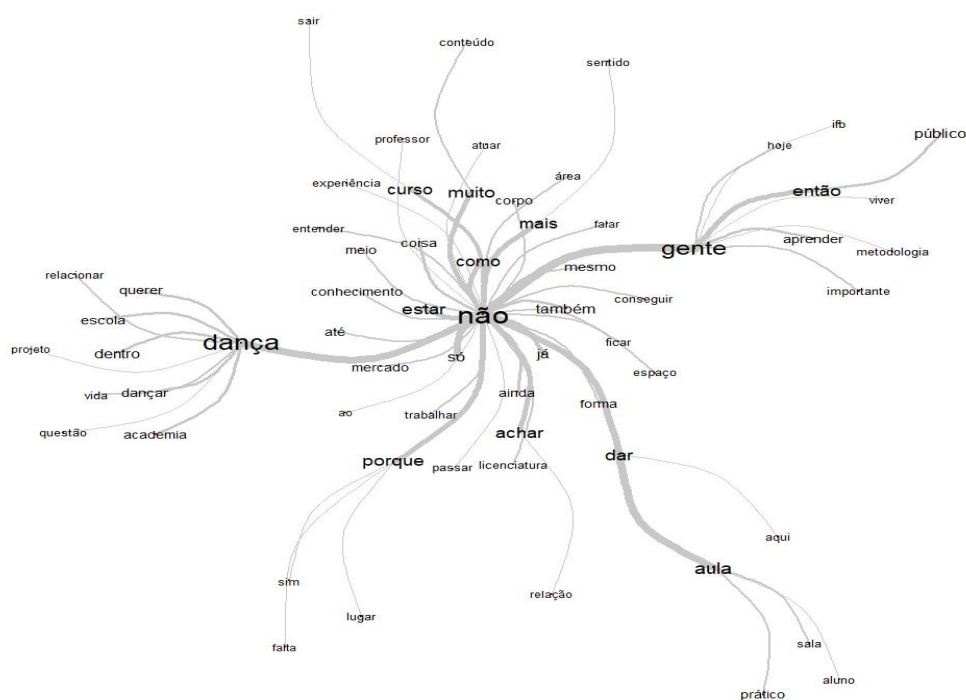 sair
conteúdo
sentido
ifb
público
professor
atuar
hoje
experiência
curso
muito
área
então
corpo
viver
entender
mais
falar
aprender
meio
coisa
gente
metodologia
como
mesmo
relacionar
querer
conhecimento
estar
não
também
conseguir
importante
escola
até
dança
ficar
projeto
dentro
mercado
só
já
espaço
vida
dançar
ao
trabalhar
ainda
forma
questão
academia
achar
porque
passar
licenciatura
dar
aqui
aula
sim
relação
lugar
falta
sala
aluno
prático